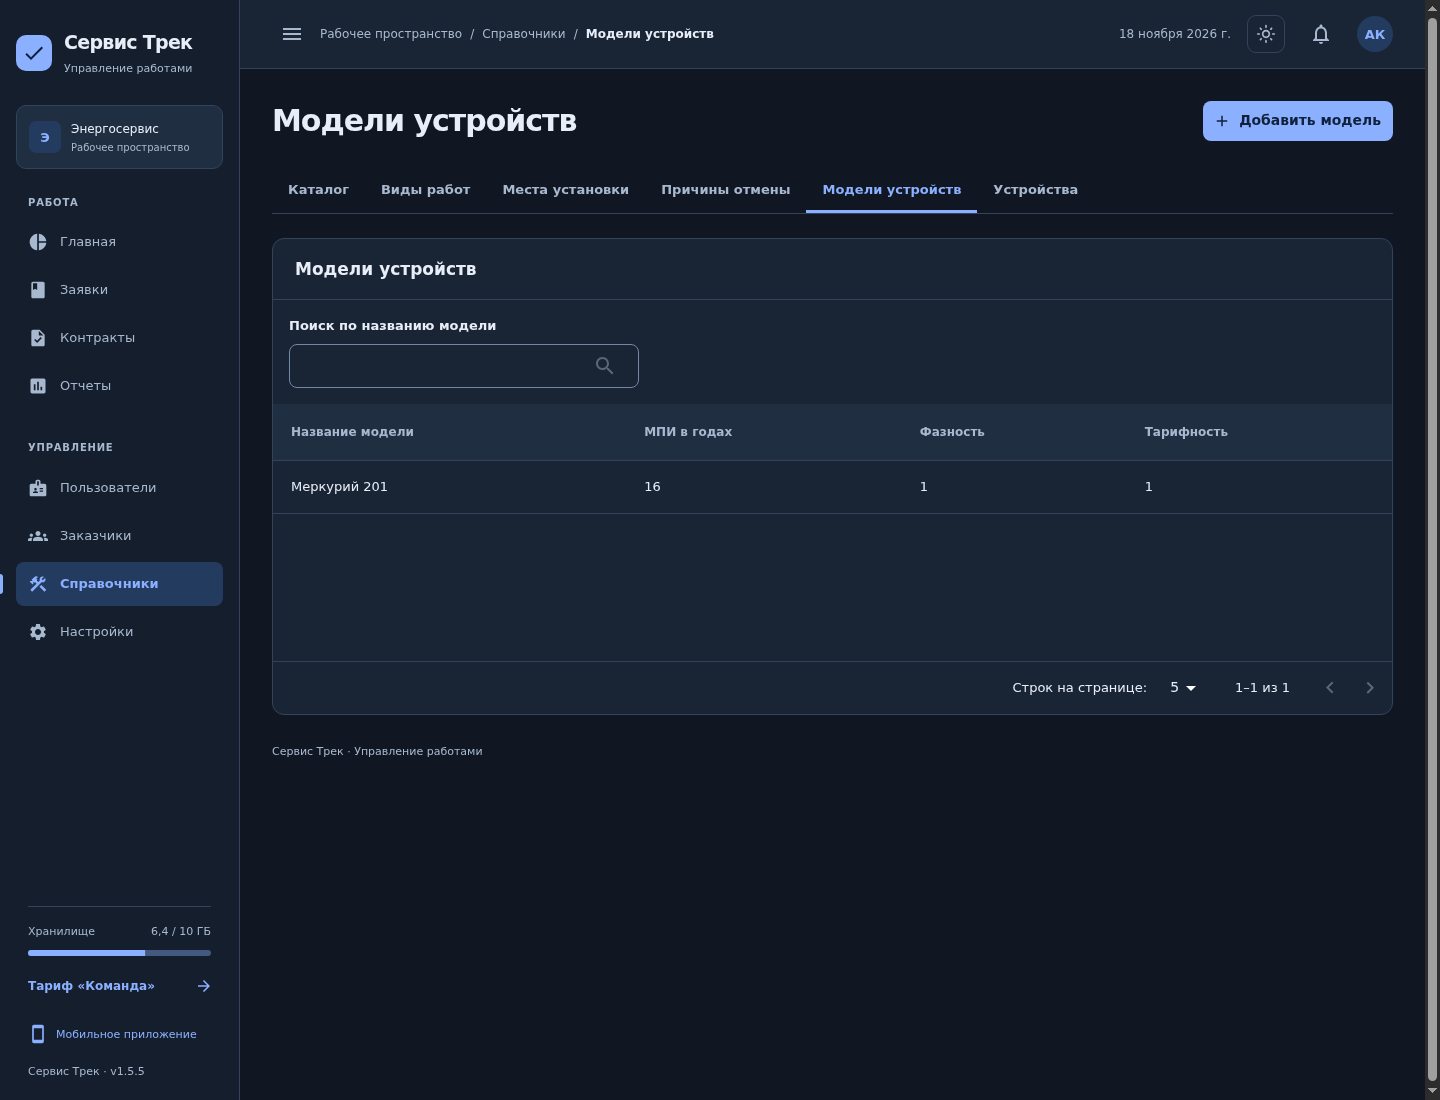 Сервис Трек
Управление работами
Э
Энергосервис
Рабочее пространство
РАБОТА
Главная
Заявки
Контракты
Отчеты
УПРАВЛЕНИЕ
Пользователи
Заказчики
Справочники
Настройки
Хранилище 6,4 / 10 ГБ
Тариф «Команда»
Мобильное приложение
Сервис Трек · v1.5.5
Рабочее пространство / Справочники / Модели устройств
18 ноября 2026 г.
АК
Модели устройств
Добавить модель
Каталог Виды работ Места установки Причины отмены Модели устройств Устройства
Модели устройств
Поиск по названию модели
Название модели МПИ в годах Фазность Тарифность
Меркурий 201 16 1 1
Строк на странице: 5 1–1 из 1
Сервис Трек · Управление работами